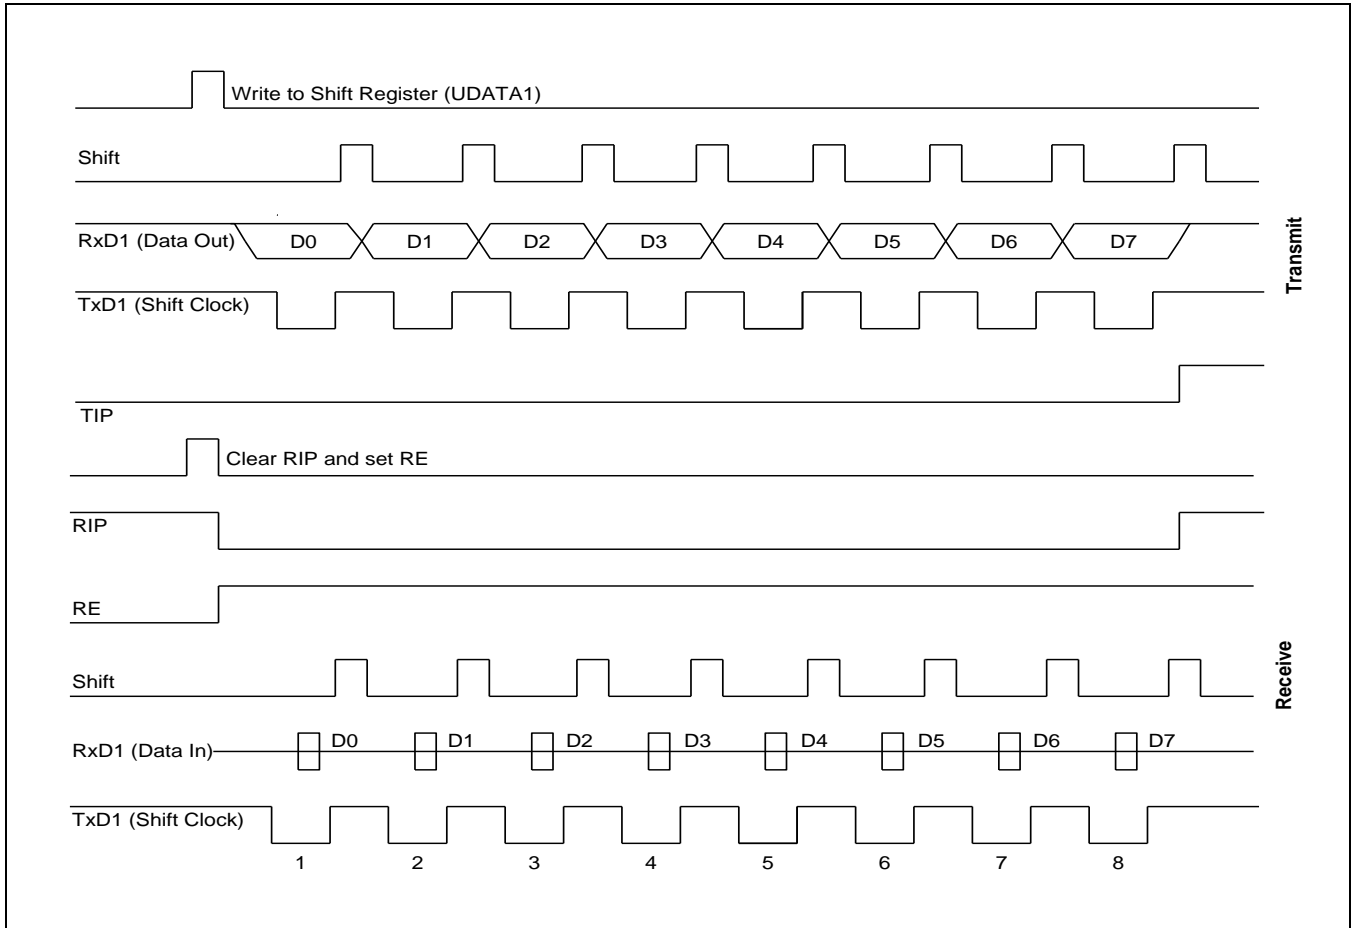 Write to Shift Register (UDATA1)
Shift
RxD1 (Data Out)
D0
D1
D2
D3
D4
D5
D6
D7
TxD1 (Shift Clock)
TIP
Transmit
Clear RIP and set RE
RIP
RE
Shift
RxD1 (Data In)
D0
D1
D2
D3
D4
D5
D6
D7
TxD1 (Shift Clock)
1
2
3
4
5
6
7
8
Receive